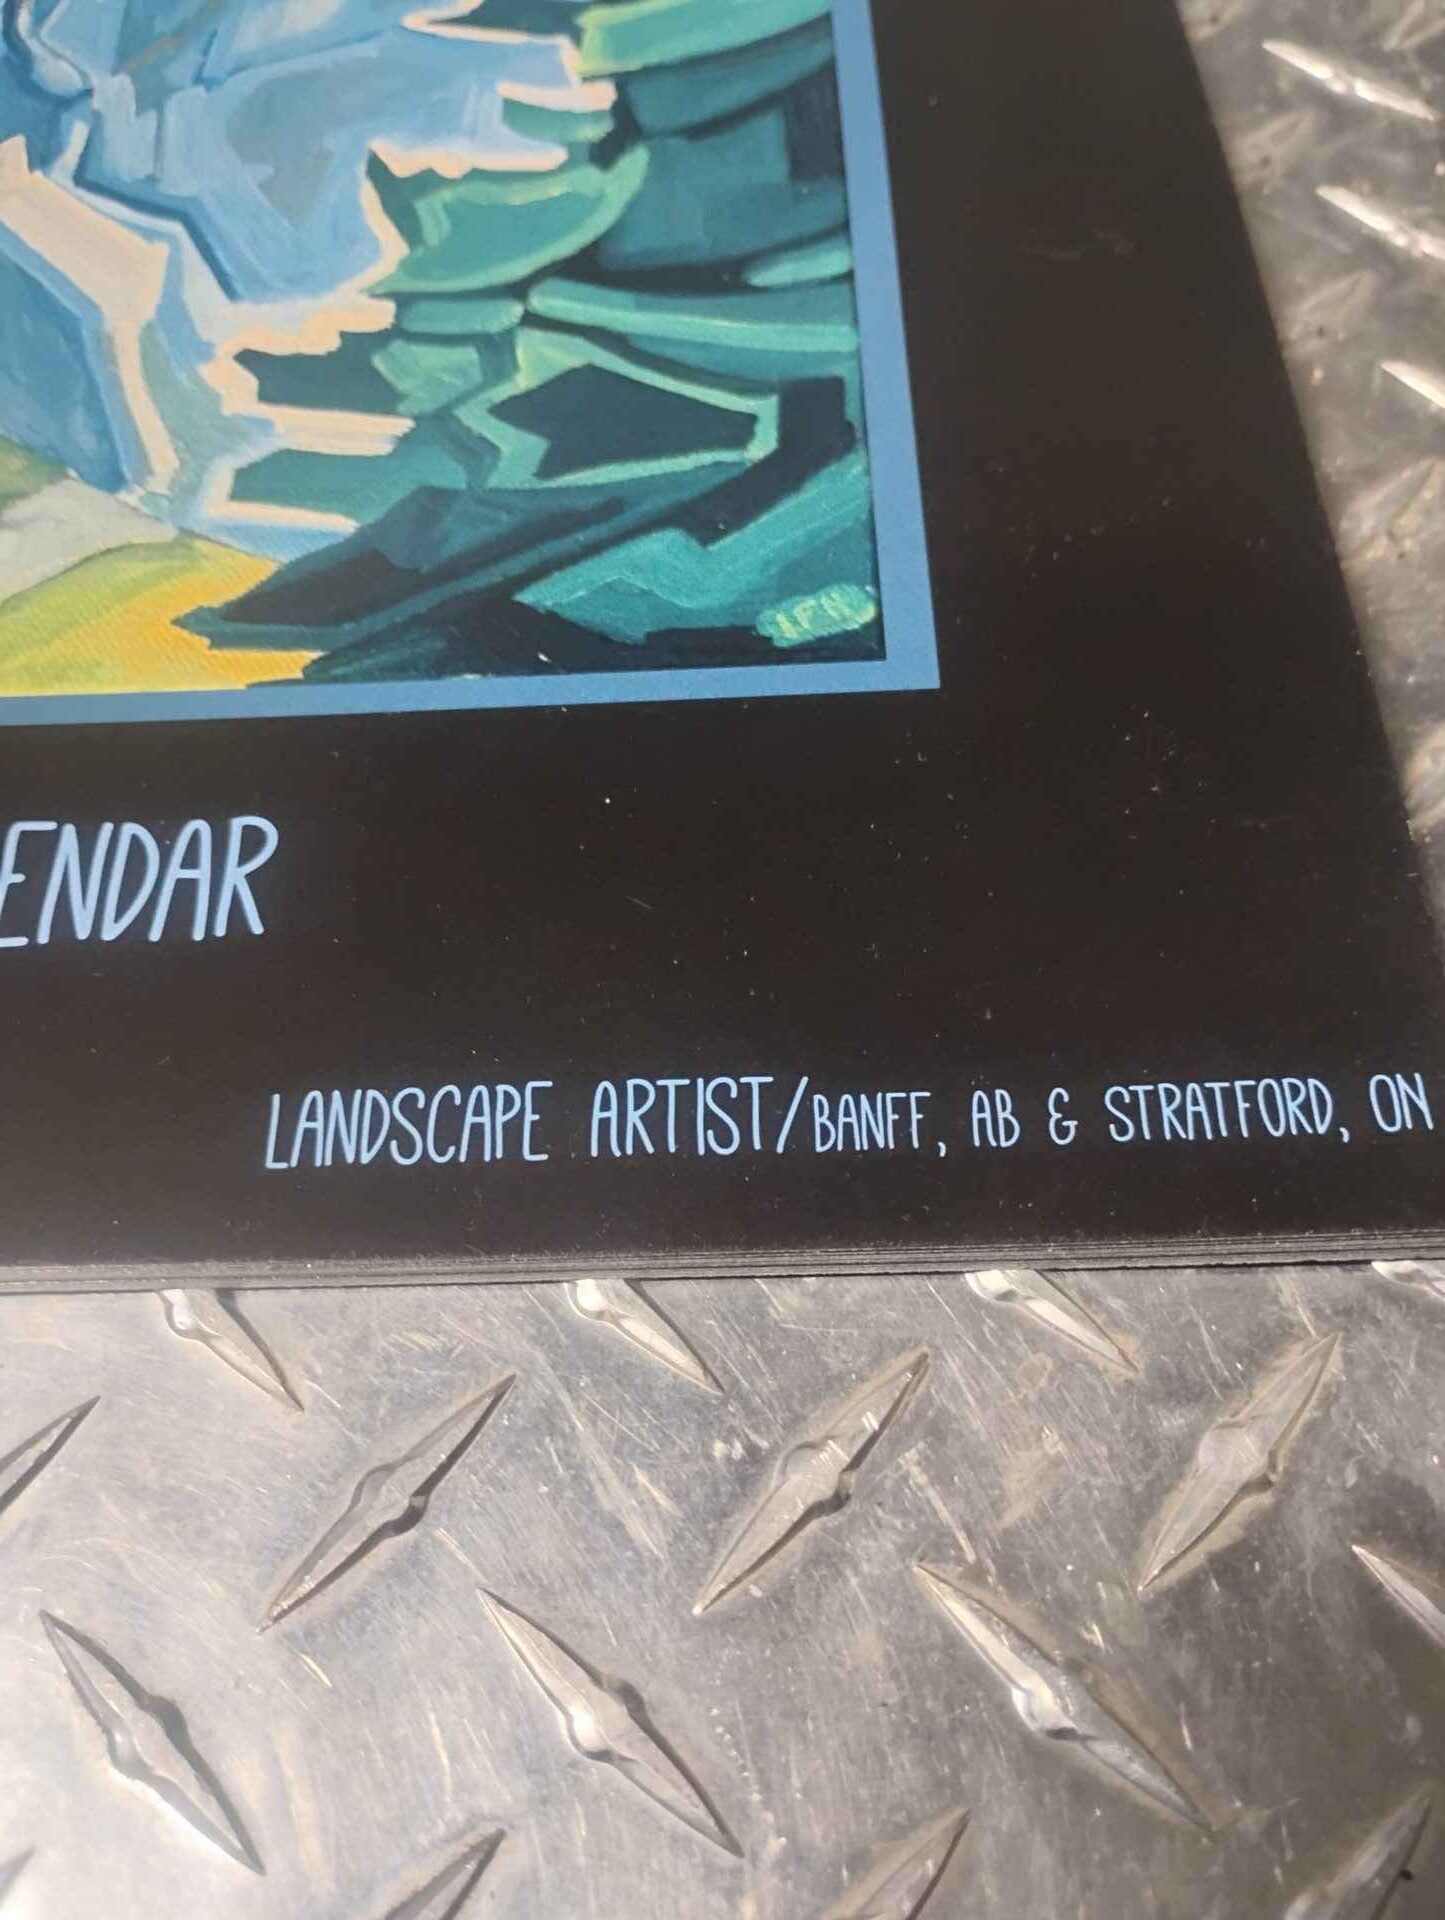 ENDAR
LANDSCAPE ARTIST/BANFF, AB & STRATFORD, ON